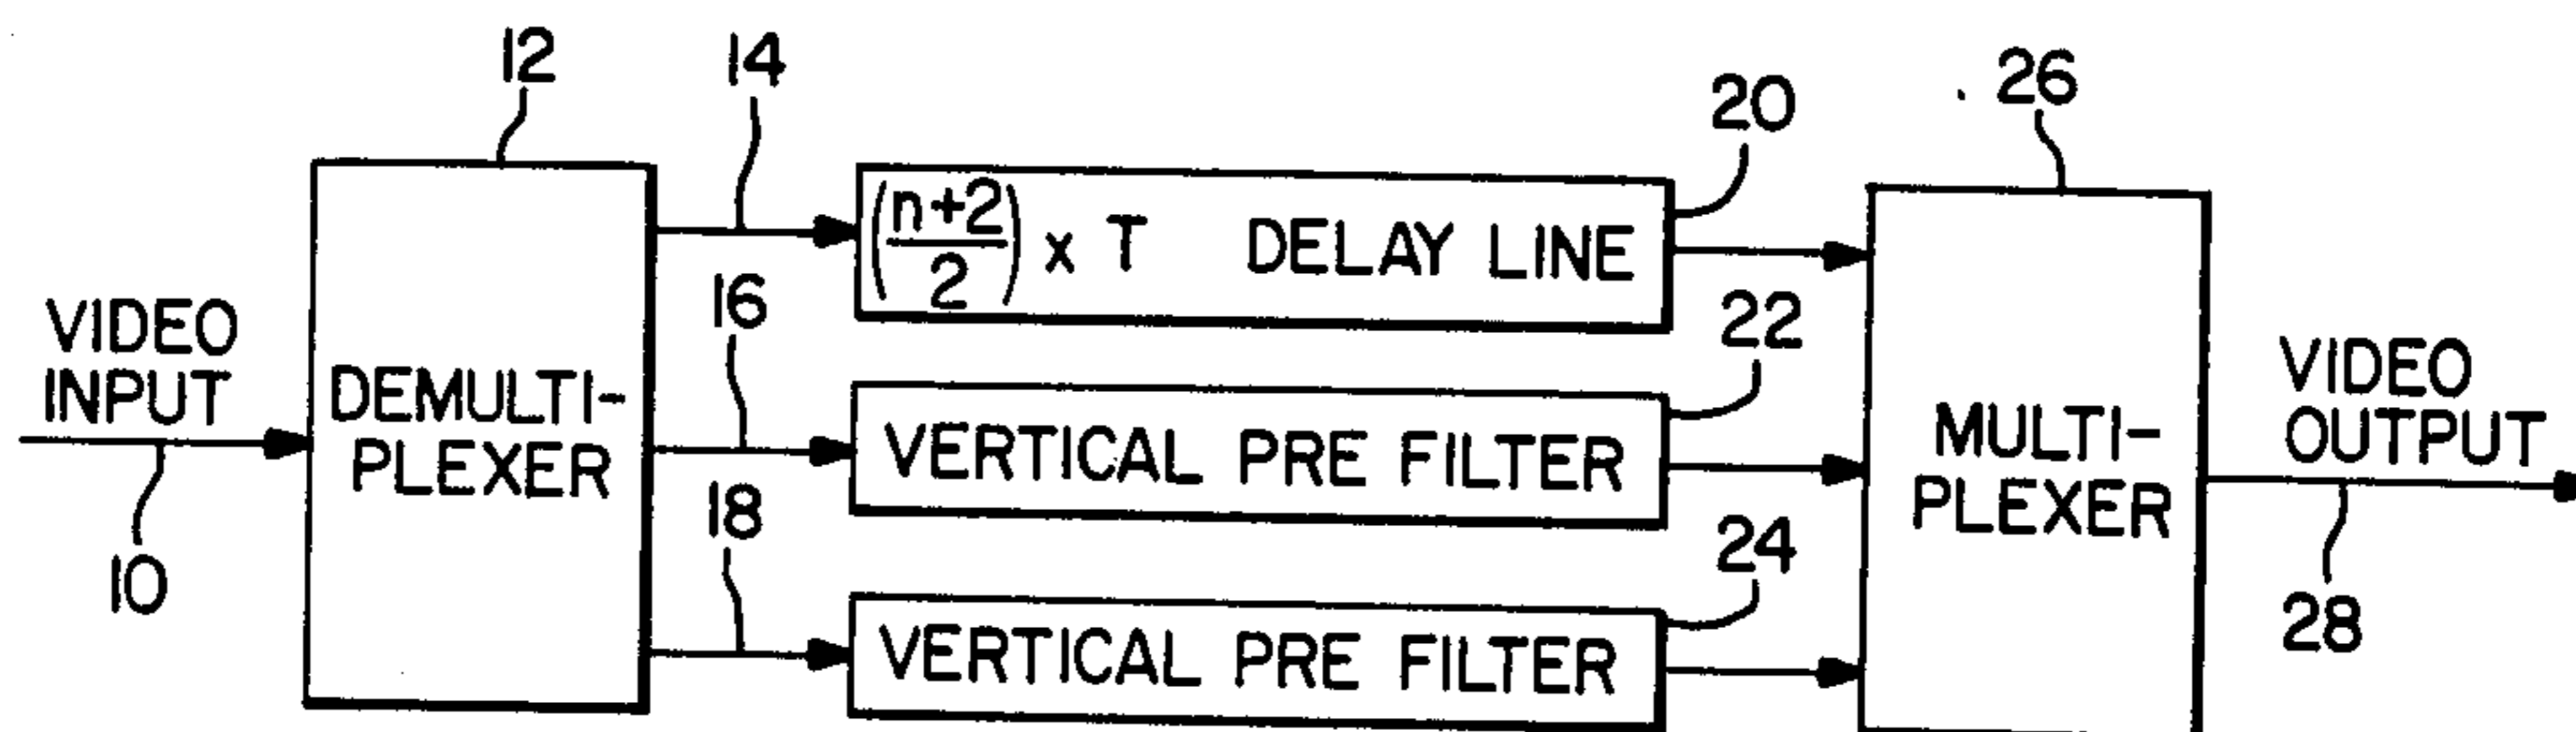 12
14
20
26
(n+2/2) x T DELAY LINE
16
22
VIDEO
INPUT
DEMULTI-
PLEXER
VERTICAL PRE FILTER
MULTI-
PLEXER
VIDEO
OUTPUT
18
24
10
VERTICAL PRE FILTER
28